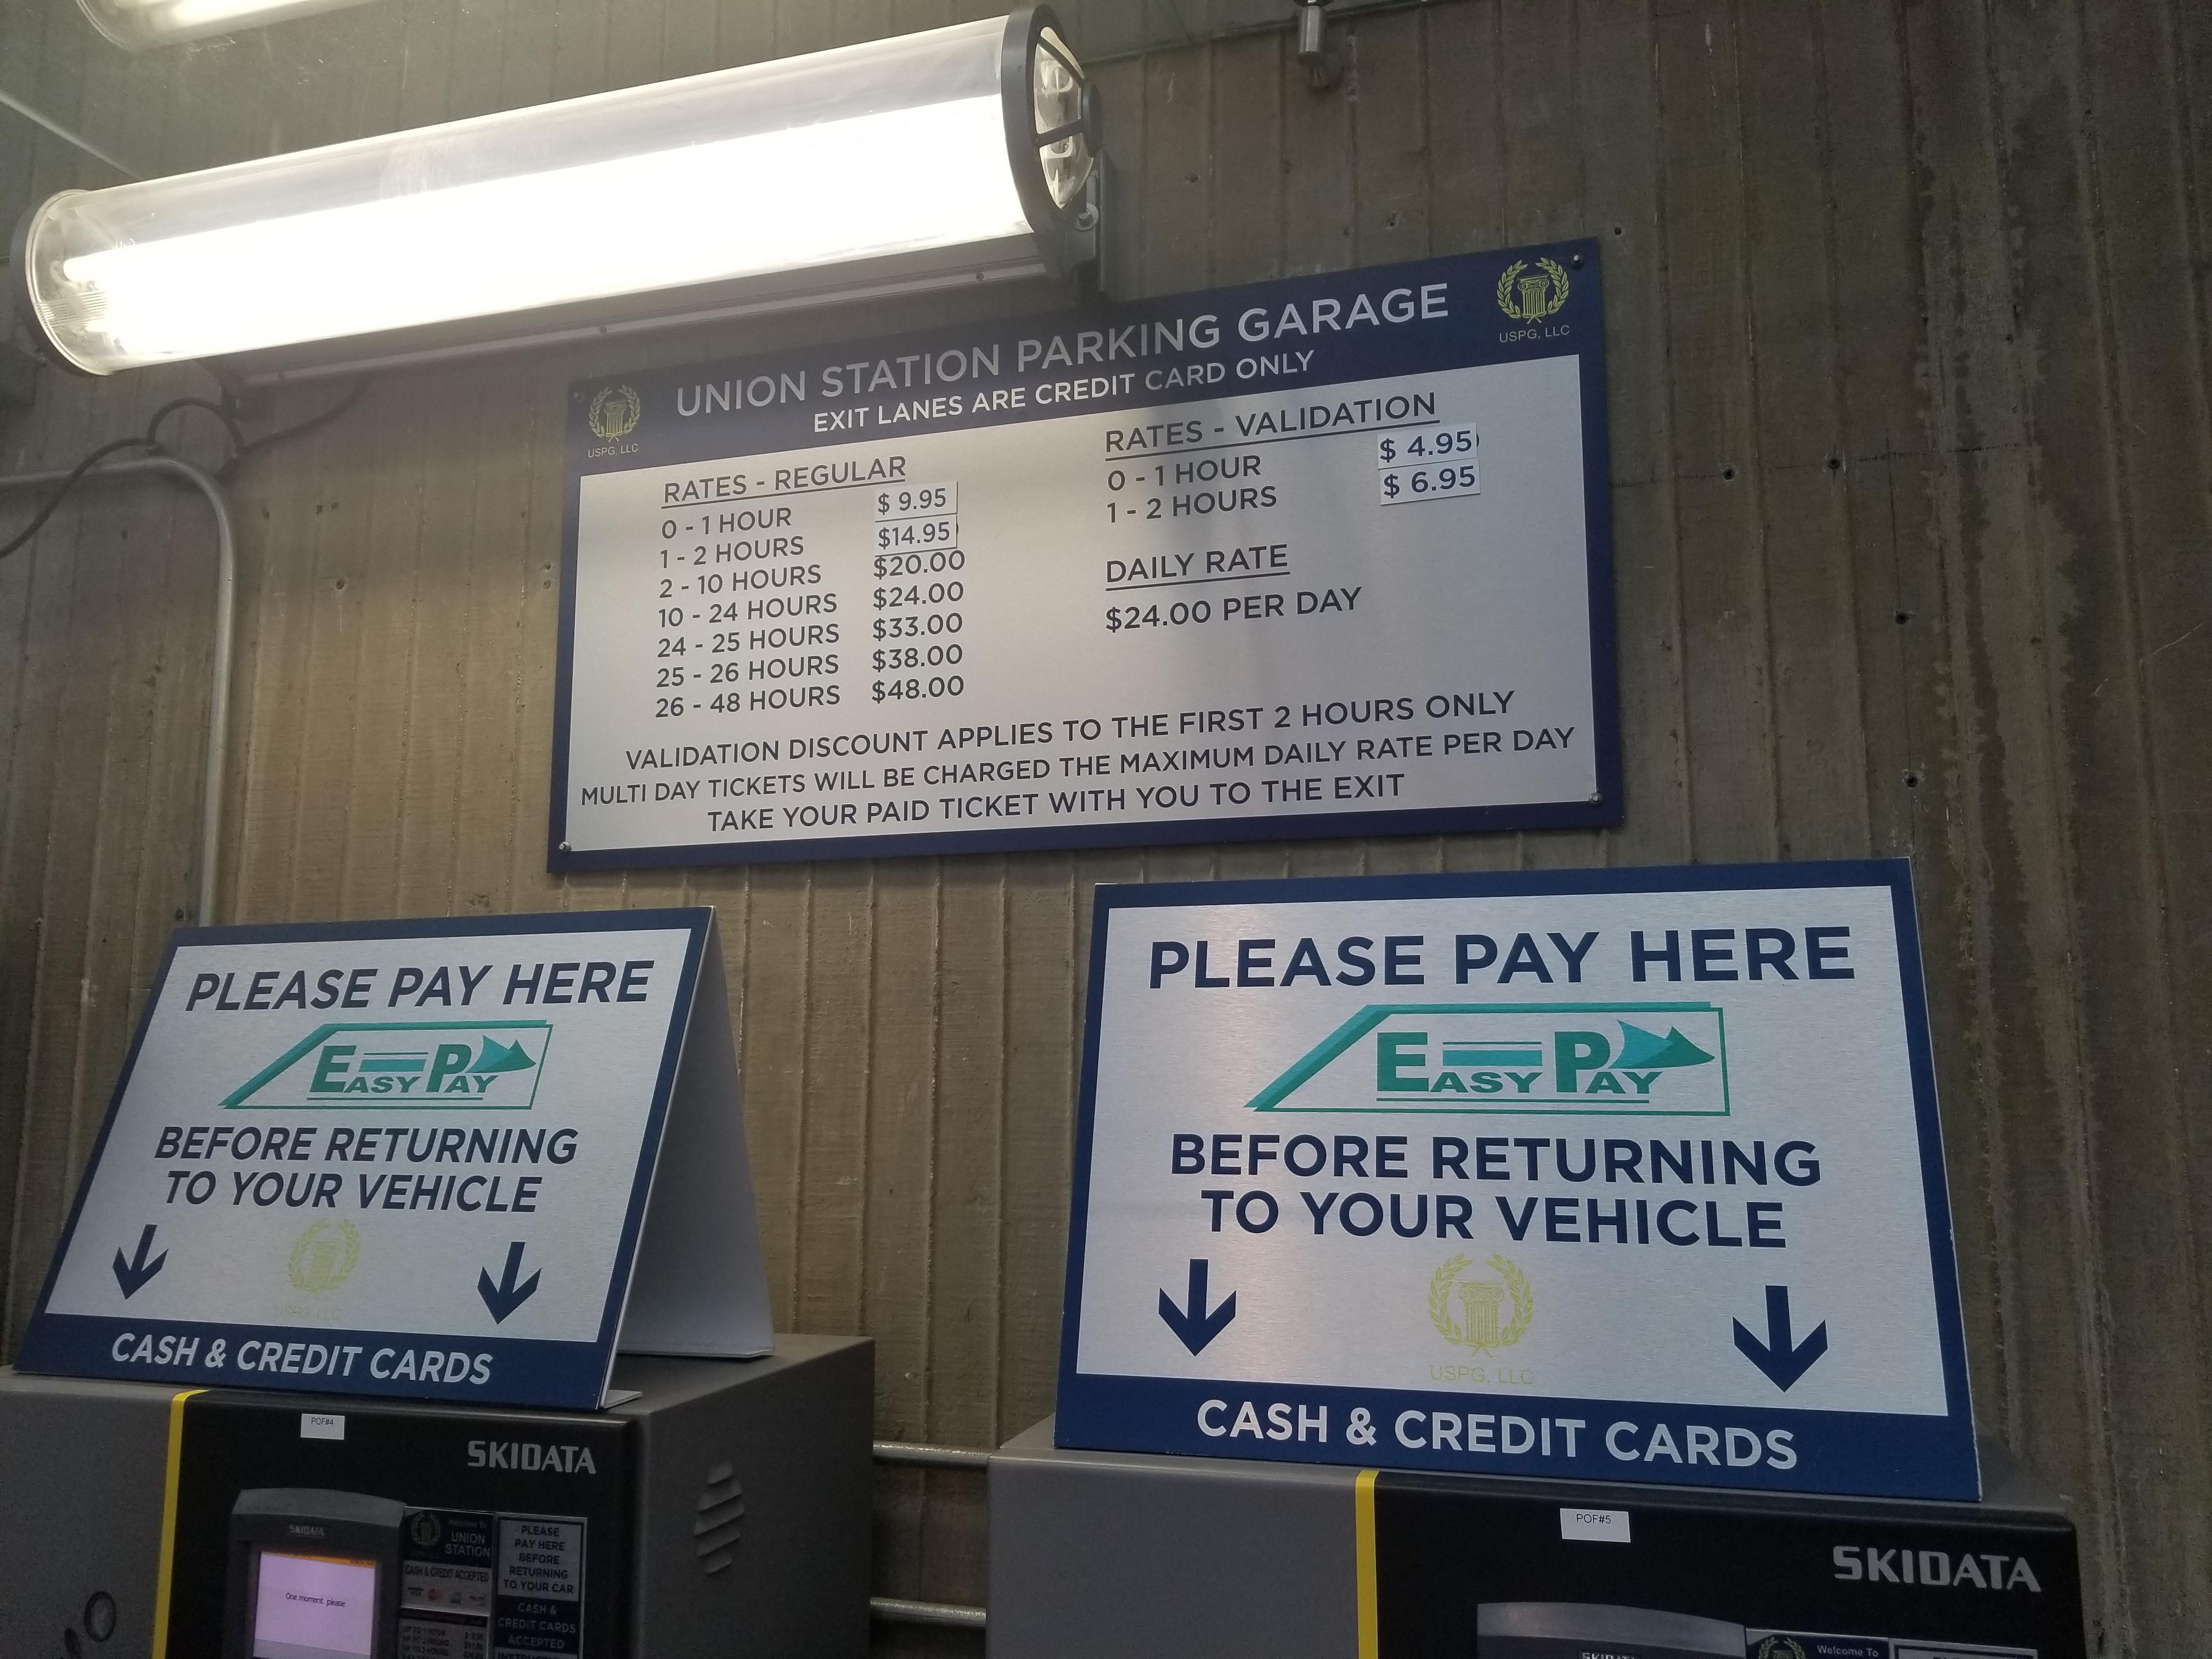 UNION STATION PARKING GARAGE
EXIT LANES ARE CREDIT CARD ONLY
USPG, LLC
USPG, LLC
RATES - REGULAR
0 - 1 HOUR $ 9.95
1 - 2 HOURS $14.95
2 - 10 HOURS $20.00
10 - 24 HOURS $24.00
24 - 25 HOURS $33.00
25 - 26 HOURS $38.00
26 - 48 HOURS $48.00
RATES - VALIDATION
0 - 1 HOUR $ 4.95
1 - 2 HOURS $ 6.95
DAILY RATE
$24.00 PER DAY
VALIDATION DISCOUNT APPLIES TO THE FIRST 2 HOURS ONLY
MULTI DAY TICKETS WILL BE CHARGED THE MAXIMUM DAILY RATE PER DAY
TAKE YOUR PAID TICKET WITH YOU TO THE EXIT
PLEASE PAY HERE
EASY PAY
BEFORE RETURNING
TO YOUR VEHICLE
USPG, LLC
CASH & CREDIT CARDS
POF#4
SKIDATA
SKIDATA
One moment please
Welcome To
UNION
STATION
CASH & CREDIT ACCEPTED
PLEASE
PAY HERE
BEFORE
RETURNING
TO YOUR CAR
CASH &
CREDIT CARDS
ACCEPTED
PLEASE PAY HERE
EASY PAY
BEFORE RETURNING
TO YOUR VEHICLE
USPG, LLC
CASH & CREDIT CARDS
POF#5
SKIDATA
SKIDATA
Welcome To